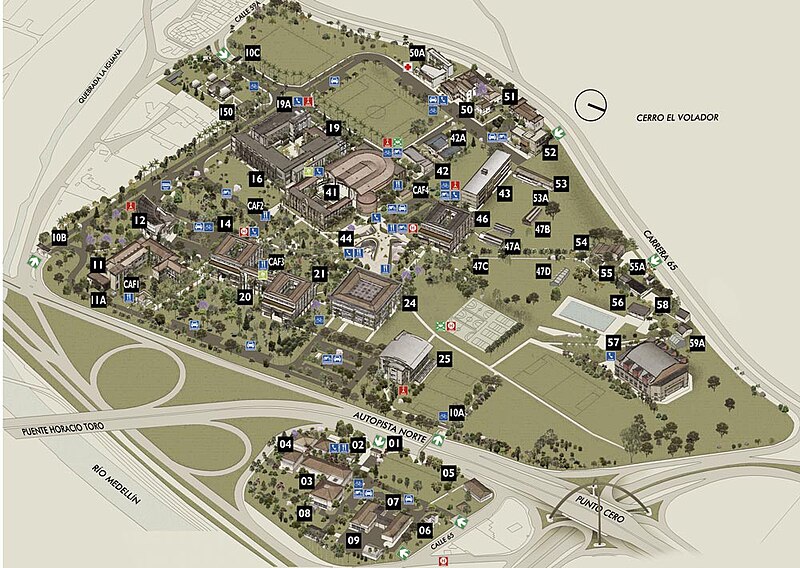 CALLE 59A
10C
50A
QUEBRADA LA IGUANA
51
19A
50
150
CERRO EL VOLADOR
19
42A
52
16
42
41
CAF4
43
53
CAF2
53A
12
14
46
47B
10B
44
47A
54
CARRERA 65
11
CAF3
21
47C
47D
55
55A
11A
CAF1
20
24
56
58
57
59A
25
10A
AUTOPISTA NORTE
PUENTE HORACIO TORO
04
02
01
RÍO MEDELLÍN
03
05
07
PUNTO CERO
08
06
09
CALLE 65